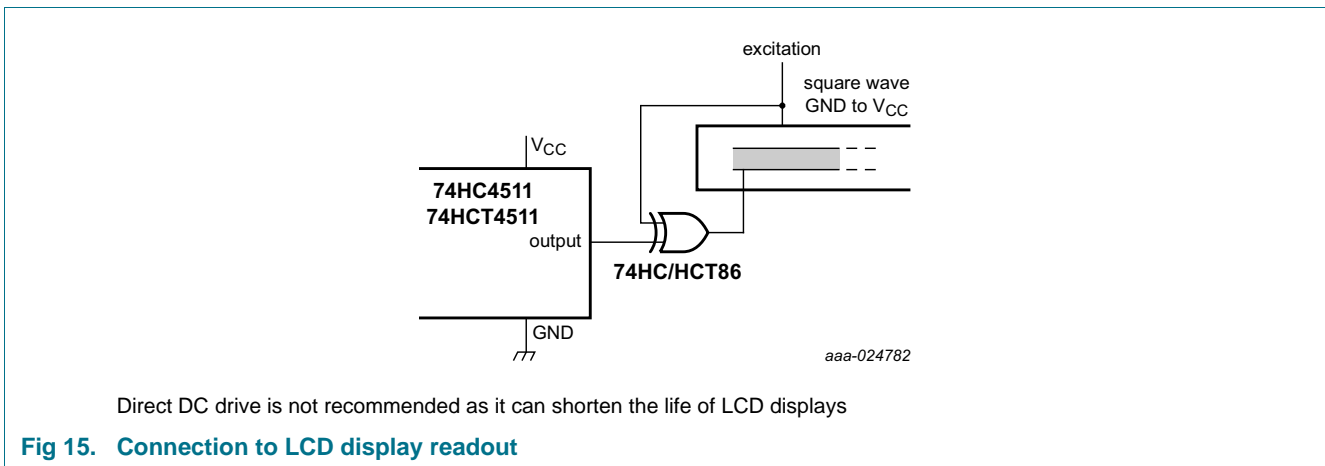 excitation
square wave
GND to VCC
VCC
74HC4511
74HCT4511
output
74HC/HCT86
GND
aaa-024782
Direct DC drive is not recommended as it can shorten the life of LCD displays
Fig 15. Connection to LCD display readout